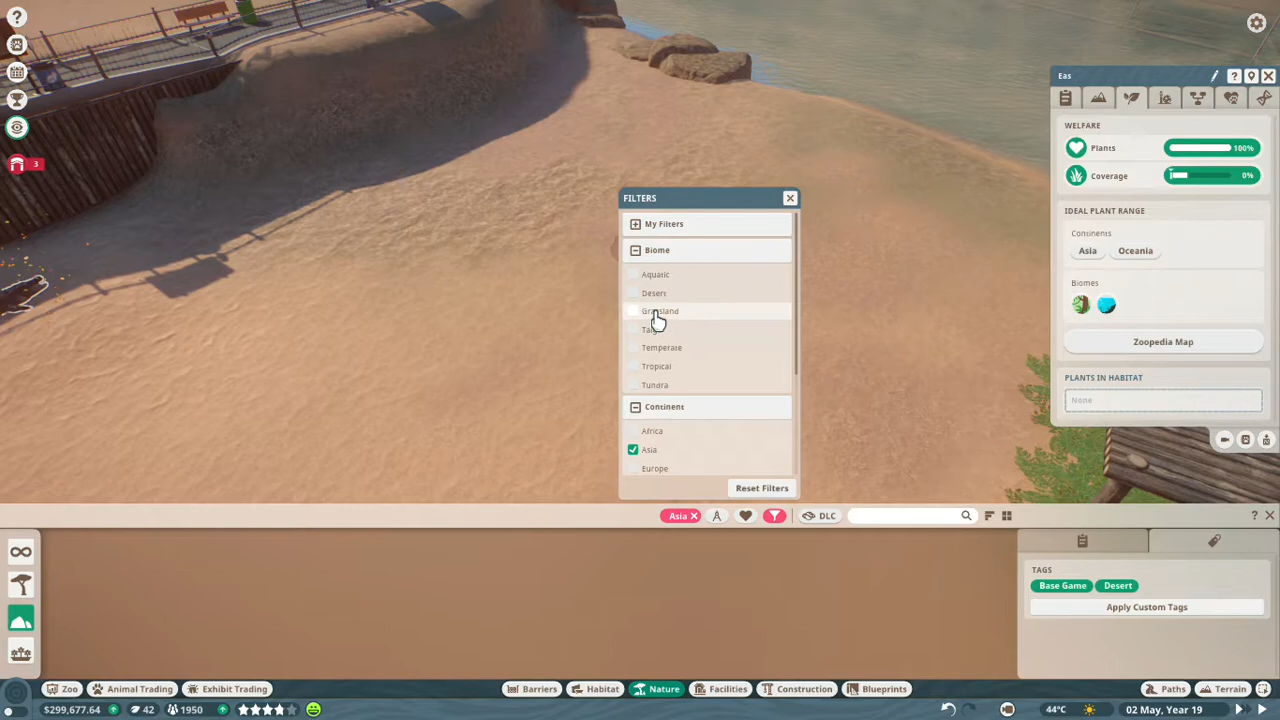 ?
3
Eas
?
WELFARE
Plants 100%
Coverage 0%
IDEAL PLANT RANGE
Continents
Asia Oceania
Biomes
Zoopedia Map
PLANTS IN HABITAT
None
FILTERS
My Filters
Biome
Aquatic
Desert
Grassland
Taiga
Temperate
Tropical
Tundra
Continent
Africa
Asia
Europe
Reset Filters
Asia DLC ?
TAGS
Base Game Desert
Apply Custom Tags
Zoo Animal Trading Exhibit Trading Barriers Habitat Nature Facilities Construction Blueprints Paths Terrain
$299,677.64 42 1950 44°C 02 May, Year 19